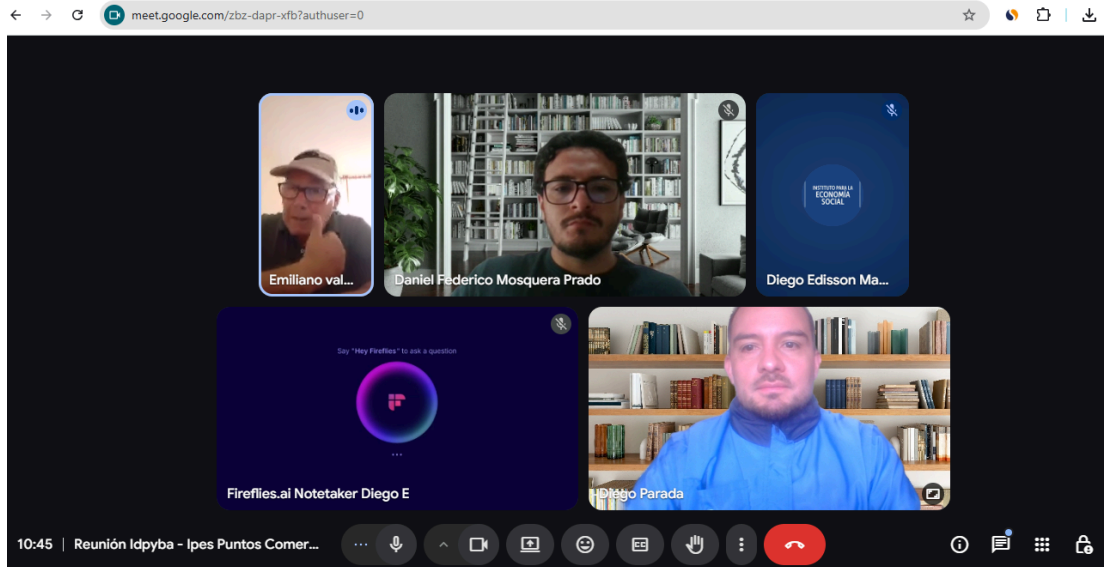 meet.google.com/zbz-dapr-xfb?authuser=0
Emiliano val...
Daniel Federico Mosquera Prado
INSTITUTO PARA LA
ECONOMÍA
SOCIAL
Diego Edisson Ma...
Say "Hey Fireflies" to ask a question
...
Fireflies.ai Notetaker Diego E
Diego Parada
10:45 | Reunión Idpyba - Ipes Puntos Comer...
CC